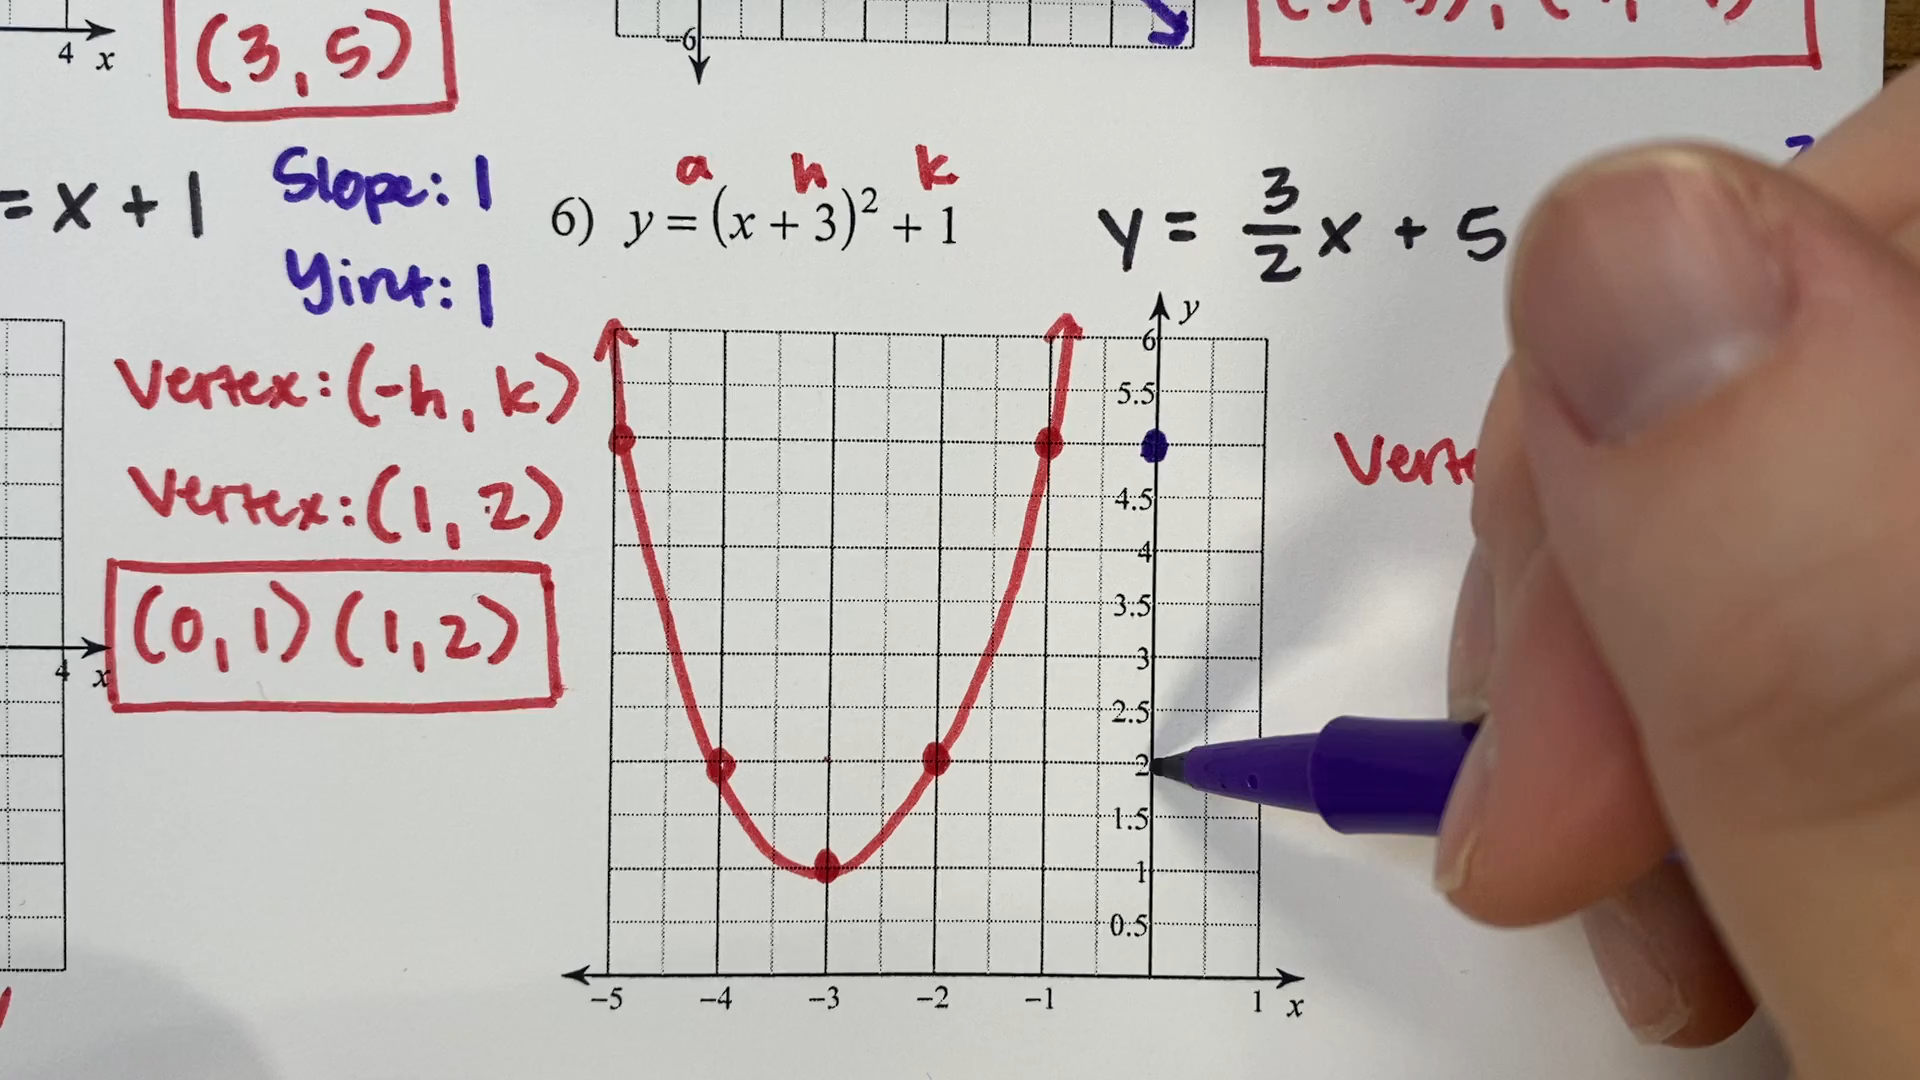 4 x
(3, 5)
-6
= x + 1
Slope: 1
Yint: 1
a h k
6) y = (x + 3)² + 1
y = 3/2 x + 5
Vertex: (-h, k)
Vertex: (1, 2)
(0, 1) (1, 2)
4 x
y
6
5.5
4.5
4
3.5
3
2.5
2
1.5
1
0.5
−5 −4 −3 −2 −1 1 x